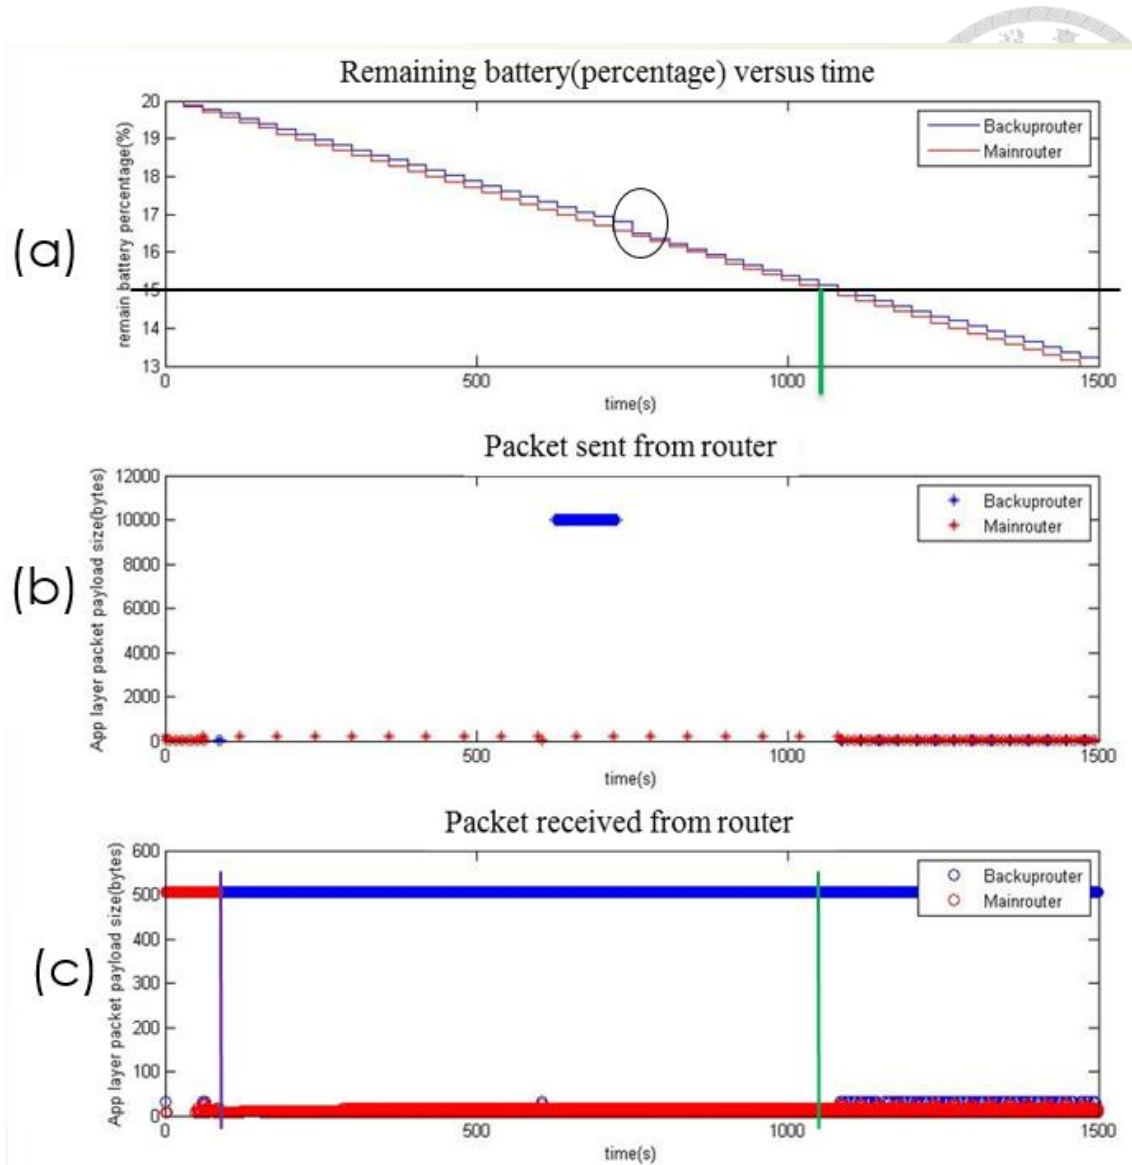 Remaining battery(percentage) versus time
(a)
remain battery percentage(%)
20
19
18
17
16
15
14
13
0
500
1000
1500
time(s)
Backuprouter
Mainrouter
Packet sent from router
(b)
App layer packet payload size(bytes)
12000
10000
8000
6000
4000
2000
0
0
500
1000
1500
time(s)
Backuprouter
Mainrouter
Packet received from router
(c)
App layer packet payload size(bytes)
600
500
400
300
200
100
0
0
500
1000
1500
time(s)
Backuprouter
Mainrouter